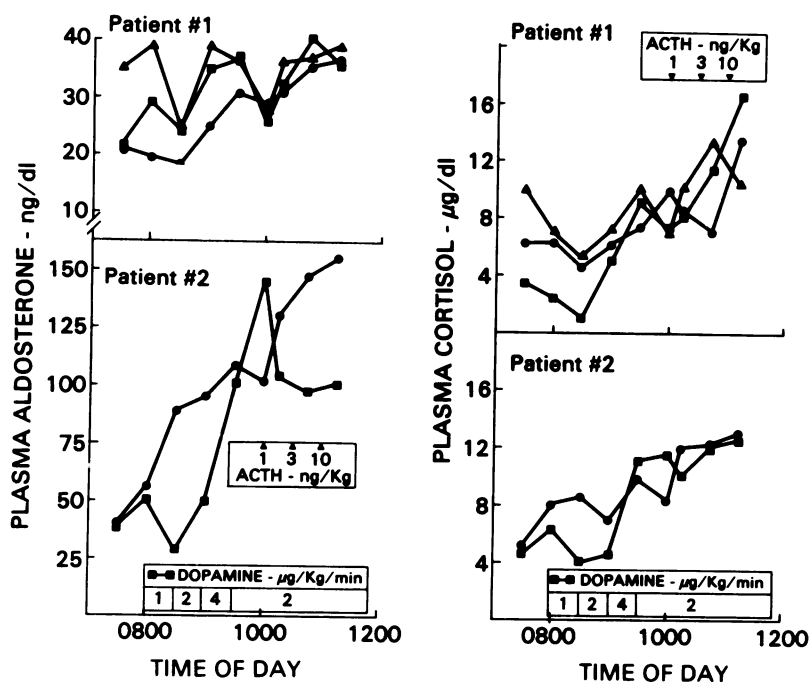 Patient #1
40
30
20
10
PLASMA ALDOSTERONE - ng/dl
Patient #2
150
125
100
75
50
25
1 3 10
ACTH - ng/Kg
DOPAMINE - µg/Kg/min
1 2 4 2
0800 1000 1200
TIME OF DAY
Patient #1
ACTH - ng/Kg
1 3 10
16
12
8
4
PLASMA CORTISOL - µg/dl
Patient #2
16
12
8
4
DOPAMINE - µg/Kg/min
1 2 4 2
0800 1000 1200
TIME OF DAY